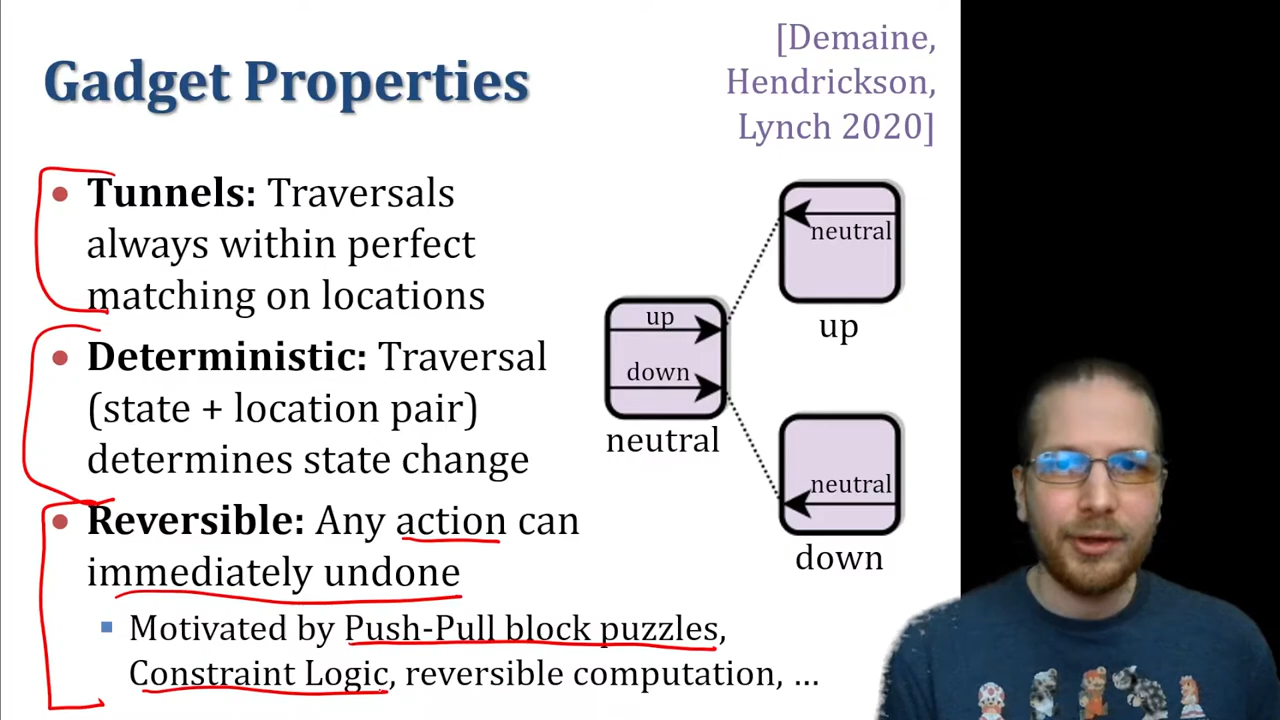 Gadget Properties
[Demaine,
Hendrickson,
Lynch 2020]
• Tunnels: Traversals
always within perfect
matching on locations
• Deterministic: Traversal
(state + location pair)
determines state change
• Reversible: Any action can
immediately undone
▪ Motivated by Push-Pull block puzzles,
Constraint Logic, reversible computation, …
neutral
up
up
down
neutral
neutral
down